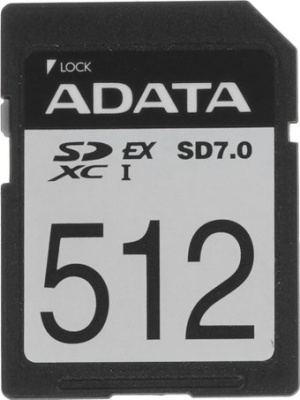 LOCK
ADATA
SD EX SD7.0
XC I
512